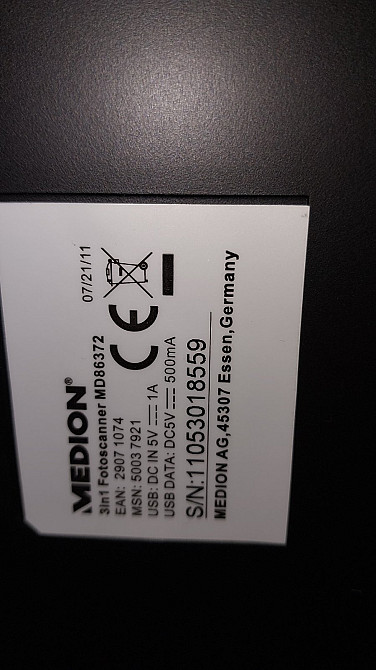 MEDION®
3in1 Fotoscanner MD86372
EAN: 2907 1074
MSN: 5003 7921
USB: DC IN 5V ⎓ 1A
USB DATA: DC5V ⎓ 500mA
07/21/11
CE
S/N:11053018559
MEDION AG,45307 Essen,Germany